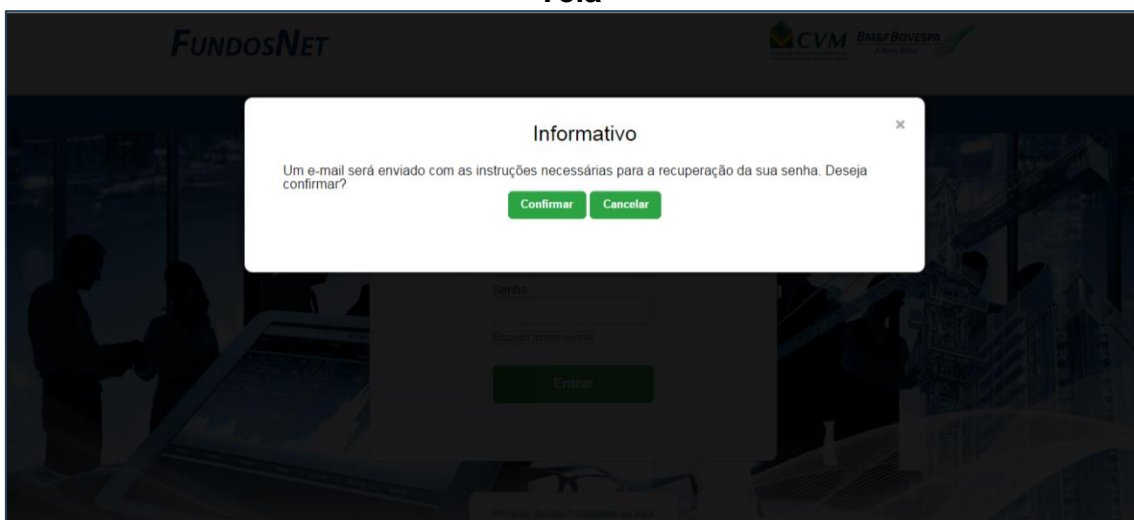 Tela
FUNDOSNET
CVM BM&FBOVESPA
Informativo
Um e-mail será enviado com as instruções necessárias para a recuperação da sua senha. Deseja
confirmar?
Confirmar Cancelar
Senha
Esqueci minha senha
Entrar